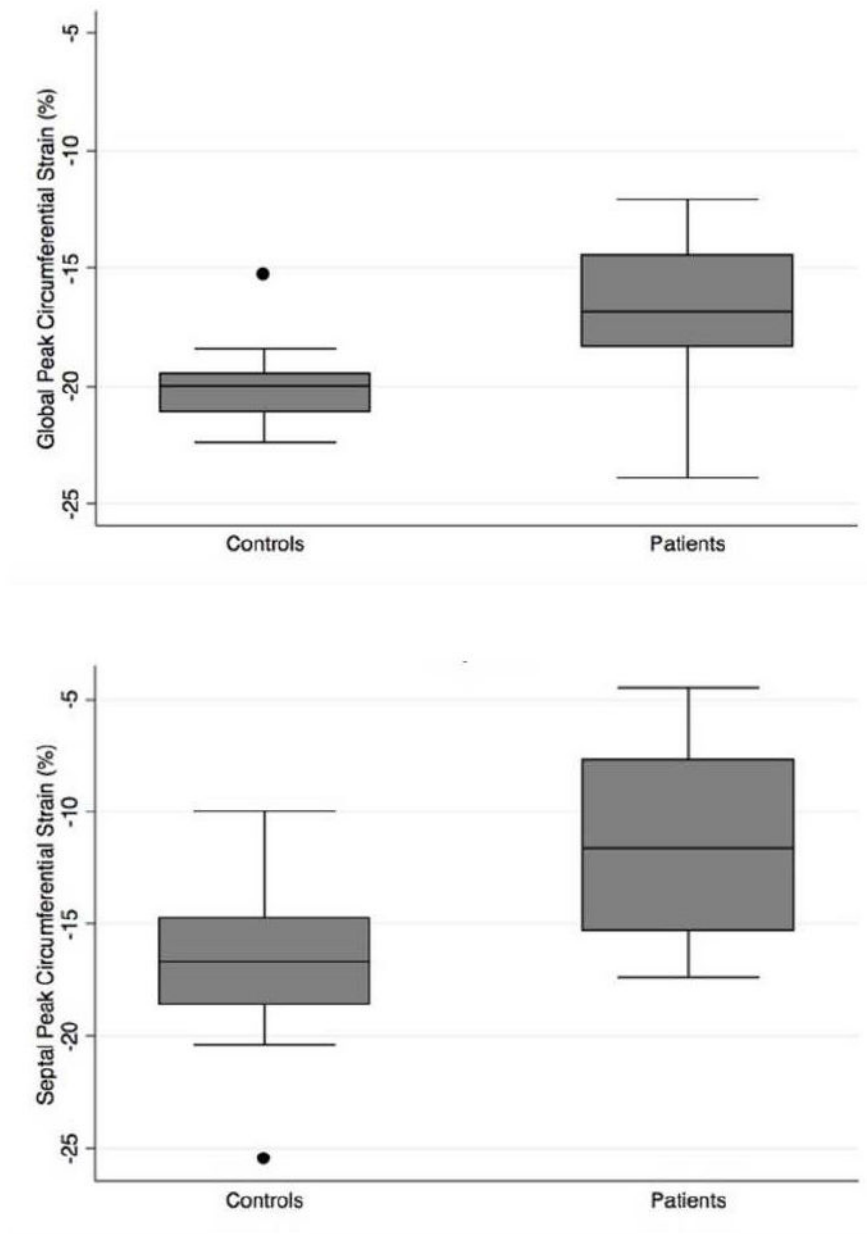 Global Peak Circumferential Strain (%)
-5
-10
-15
-20
-25
Controls
Patients
Septal Peak Circumferential Strain (%)
-5
-10
-15
-20
-25
Controls
Patients